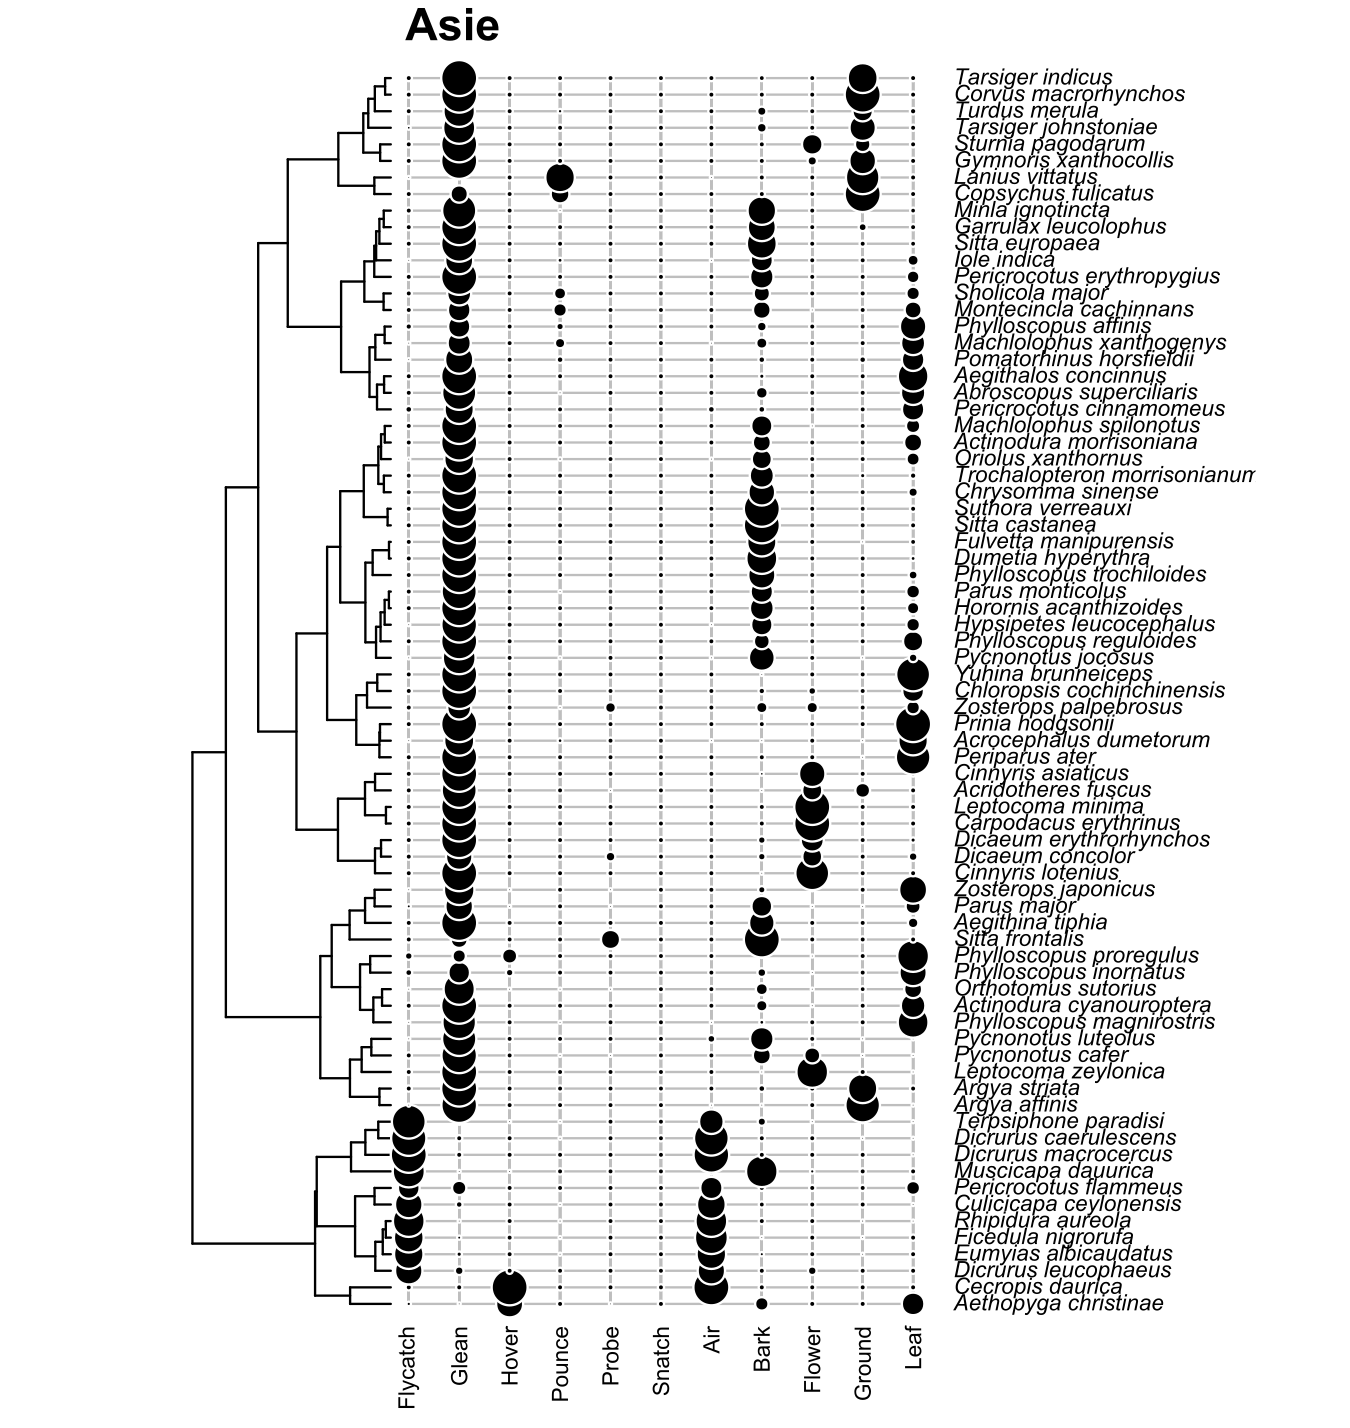 Asie
Tarsiger indicus
Corvus macrorhynchos
Turdus merula
Tarsiger johnstoniae
Sturnia pagodarum
Gymnoris xanthocollis
Lanius vittatus
Copsychus fulicatus
Minla ignotincta
Garrulax leucolophus
Sitta europaea
Iole indica
Pericrocotus erythropygius
Sholicola major
Montecincla cachinnans
Phylloscopus affinis
Machlolophus xanthogenys
Pomatorhinus horsfieldii
Aegithalos concinnus
Abroscopus superciliaris
Pericrocotus cinnamomeus
Machlolophus spilonotus
Actinodura morrisoniana
Oriolus xanthornus
Trochalopteron morrisonianum
Chrysomma sinense
Suthora verreauxi
Sitta castanea
Fulvetta manipurensis
Dumetia hyperythra
Phylloscopus trochiloides
Parus monticolus
Horornis acanthizoides
Hypsipetes leucocephalus
Phylloscopus reguloides
Pycnonotus jocosus
Yuhina brunneiceps
Chloropsis cochinchinensis
Zosterops palpebrosus
Prinia hodgsonii
Acrocephalus dumetorum
Periparus ater
Cinnyris asiaticus
Acridotheres fuscus
Leptocoma minima
Carpodacus erythrinus
Dicaeum erythrorhynchos
Dicaeum concolor
Cinnyris lotenius
Zosterops japonicus
Parus major
Aegithina tiphia
Sitta frontalis
Phylloscopus proregulus
Phylloscopus inornatus
Orthotomus sutorius
Actinodura cyanouroptera
Phylloscopus magnirostris
Pycnonotus luteolus
Pycnonotus cafer
Leptocoma zeylonica
Argya striata
Argya affinis
Terpsiphone paradisi
Dicrurus caerulescens
Dicrurus macrocercus
Muscicapa dauurica
Pericrocotus flammeus
Culicicapa ceylonensis
Rhipidura aureola
Ficedula nigrorufa
Eumyias albicaudatus
Dicrurus leucophaeus
Cecropis daurica
Aethopyga christinae
Flycatch
Glean
Hover
Pounce
Probe
Snatch
Air
Bark
Flower
Ground
Leaf